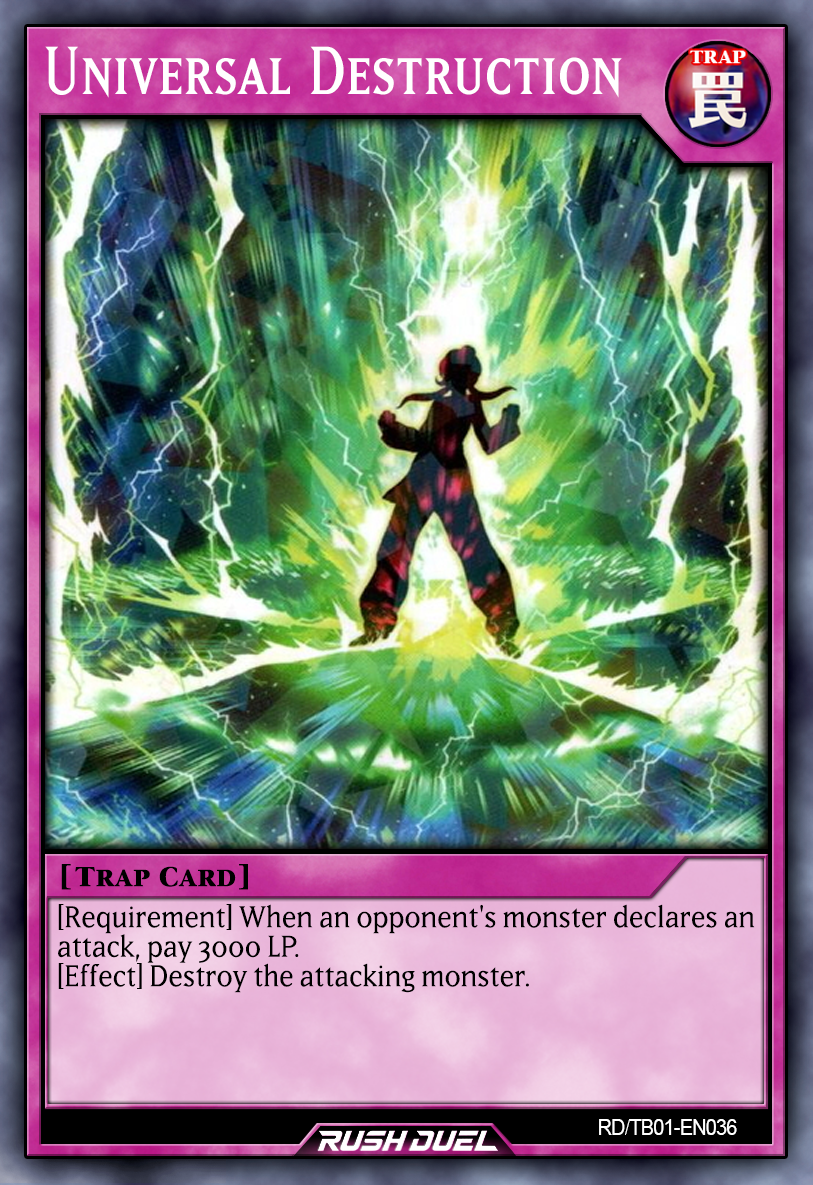 UNIVERSAL DESTRUCTION
TRAP
罠
[TRAP CARD]
[Requirement] When an opponent's monster declares an
attack, pay 3000 LP.
[Effect] Destroy the attacking monster.
RD/TB01-EN036
RUSH DUEL